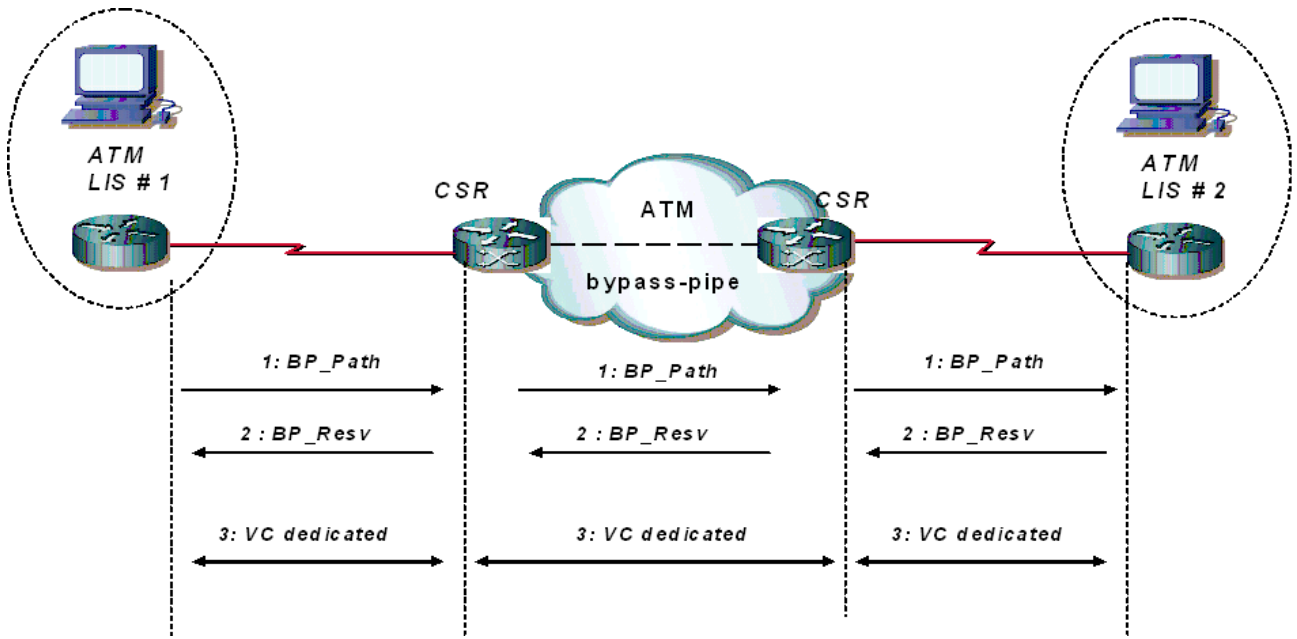 ATM
LIS # 1
ATM
LIS # 2
CSR
CSR
ATM
bypass-pipe
1: BP_Path
1: BP_Path
1: BP_Path
2 : BP_Resv
2 : BP_Resv
2 : BP_Resv
3: VC dedicated
3: VC dedicated
3: VC dedicated